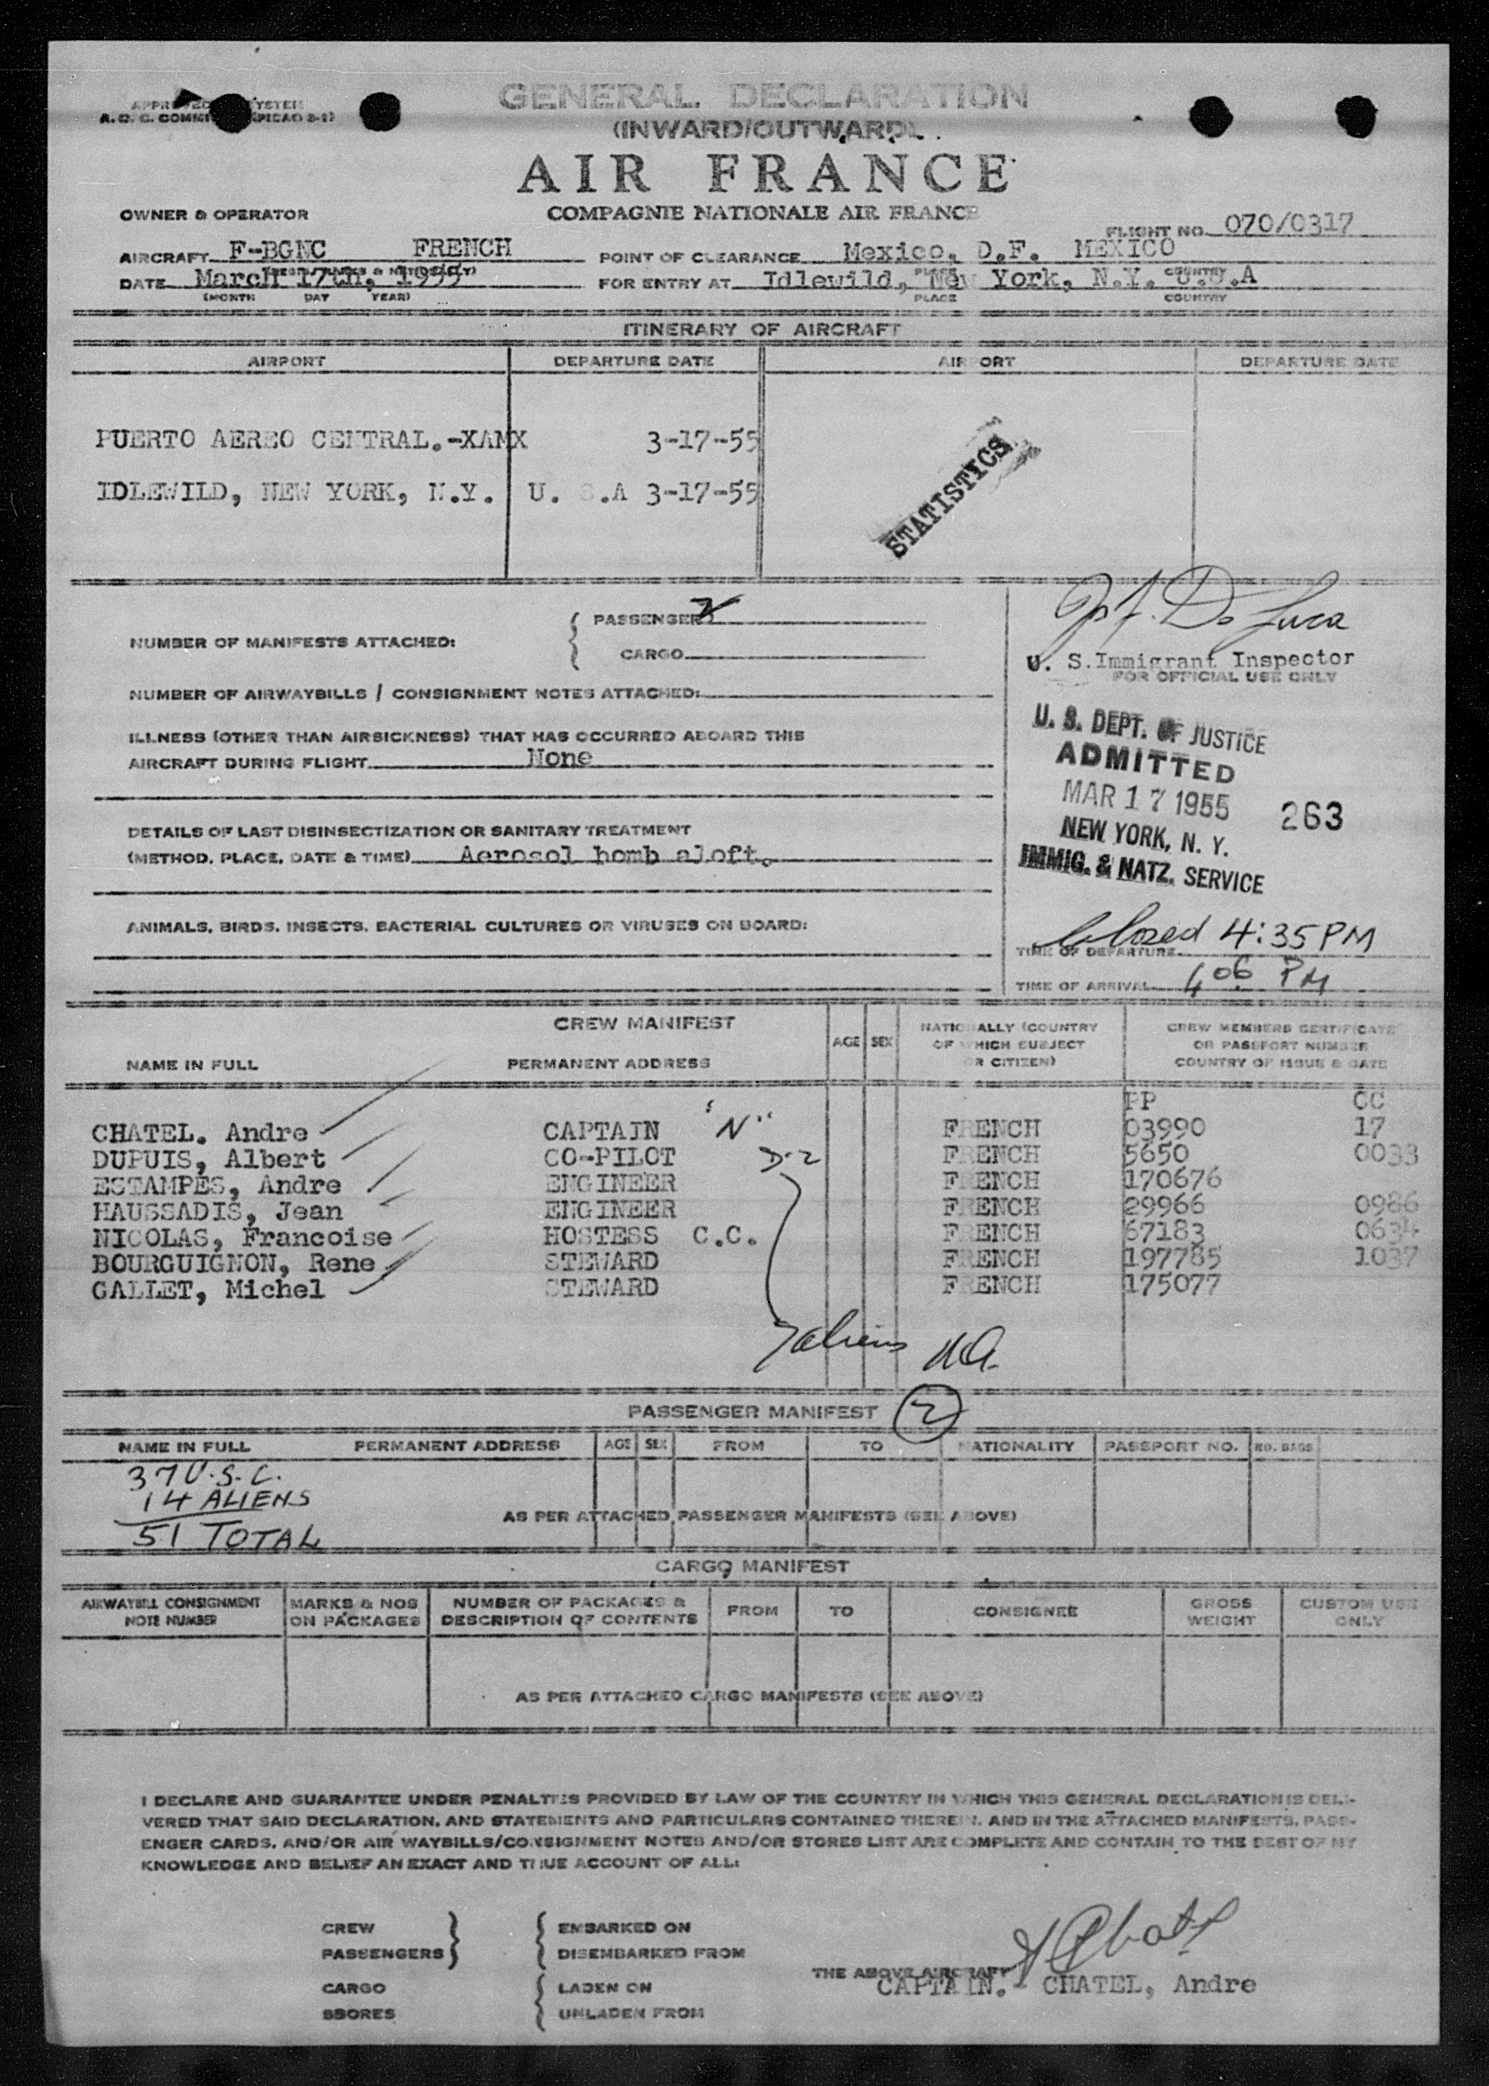 GENERAL DECLARATION
(INWARD/OUTWARD)
AIR FRANCE
COMPAGNIE NATIONALE AIR FRANCE
OWNER & OPERATOR
FLIGHT NO. 070/0317
AIRCRAFT F-BGNC FRENCH POINT OF CLEARANCE Mexico, D.F. MEXICO
DATE March 17th, 1955 FOR ENTRY AT Idlewild, New York, N.Y. U.S.A
(MONTH DAY YEAR) PLACE COUNTRY
ITINERARY OF AIRCRAFT
AIRPORT DEPARTURE DATE AIRPORT DEPARTURE DATE
PUERTO AEREO CENTRAL.-XAMX 3-17-55
IDLEWILD, NEW YORK, N.Y. U. S.A 3-17-55
STATISTICS
NUMBER OF MANIFESTS ATTACHED: PASSENGER
CARGO
U. S.Immigrant Inspector
FOR OFFICIAL USE ONLY
NUMBER OF AIRWAYBILLS / CONSIGNMENT NOTES ATTACHED:
ILLNESS (OTHER THAN AIRSICKNESS) THAT HAS OCCURRED ABOARD THIS
AIRCRAFT DURING FLIGHT None
U. S. DEPT. OF JUSTICE
ADMITTED
MAR 17 1955 263
NEW YORK, N. Y.
IMMIG. & NATZ. SERVICE
DETAILS OF LAST DISINSECTIZATION OR SANITARY TREATMENT
(METHOD, PLACE, DATE & TIME) Aerosol bomb aloft.
ANIMALS, BIRDS, INSECTS, BACTERIAL CULTURES OR VIRUSES ON BOARD:
Closed 4:35 PM
TIME OF DEPARTURE
TIME OF ARRIVAL 4 06 PM
CREW MANIFEST
NAME IN FULL PERMANENT ADDRESS AGE SEX NATIONALLY (COUNTRY OF WHICH SUBJECT OR CITIZEN) CREW MEMBERS CERTIFICATE OR PASSPORT NUMBER COUNTRY OF ISSUE & DATE
PP CC
CHATEL. Andre CAPTAIN "N" FRENCH 03990 17
DUPUIS, Albert CO-PILOT D-2 FRENCH 5650 0033
ESTAMPES, Andre ENGINEER FRENCH 170676
HAUSSADIS, Jean ENGINEER FRENCH 29966 0986
NICOLAS, Francoise HOSTESS C.C. FRENCH 67183 0634
BOURGUIGNON, Rene STEWARD FRENCH 197785 1037
GALLET, Michel STEWARD FRENCH 175077
7 aliens
PASSENGER MANIFEST 2
NAME IN FULL PERMANENT ADDRESS AGE SEX FROM TO NATIONALITY PASSPORT NO. NO. BAGS
37 U.S.C.
14 ALIENS
51 TOTAL
AS PER ATTACHED PASSENGER MANIFESTS (SEE ABOVE)
CARGO MANIFEST
AIRWAYBILL CONSIGNMENT NOTE NUMBER MARKS & NOS ON PACKAGES NUMBER OF PACKAGES & DESCRIPTION OF CONTENTS FROM TO CONSIGNEE GROSS WEIGHT CUSTOM USE ONLY
AS PER ATTACHED CARGO MANIFESTS (SEE ABOVE)
I DECLARE AND GUARANTEE UNDER PENALTIES PROVIDED BY LAW OF THE COUNTRY IN WHICH THIS GENERAL DECLARATION IS DELI-
VERED THAT SAID DECLARATION, AND STATEMENTS AND PARTICULARS CONTAINED THEREIN, AND IN THE ATTACHED MANIFESTS, PASS-
ENGER CARDS, AND/OR AIR WAYBILLS/CONSIGNMENT NOTES AND/OR STORES LIST ARE COMPLETE AND CONTAIN TO THE BEST OF MY
KNOWLEDGE AND BELIEF AN EXACT AND TRUE ACCOUNT OF ALL:
CREW EMBARKED ON
PASSENGERS DISEMBARKED FROM
THE ABOVE AIRCRAFT
CAPTAIN. CHATEL, Andre
CARGO LADEN ON
SBORES UNLADEN FROM